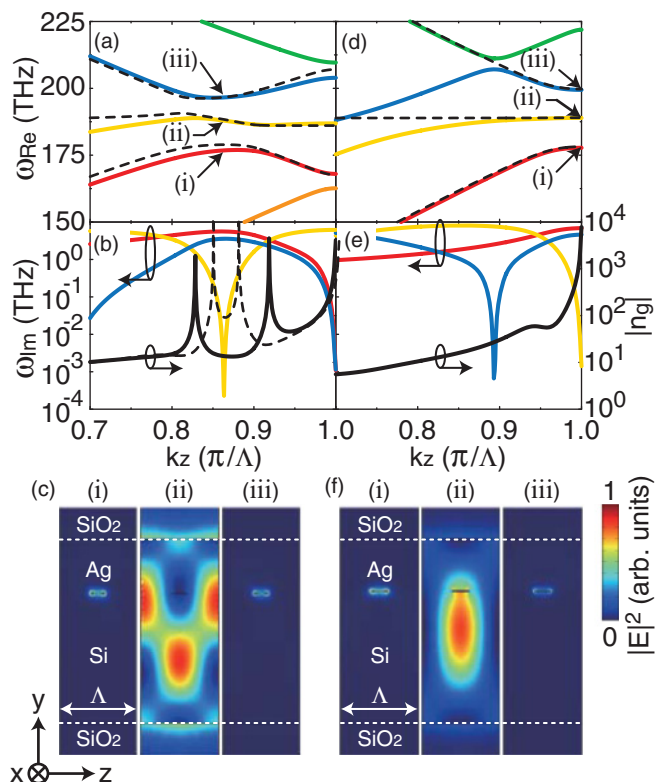 225
(a)
(iii)
(d)
(iii)
200
(ii)
(ii)
ωRe (THz)
175
(i)
(i)
150
(b)
(e)
10^4
10^0
10^3
10^-1
ωIm (THz)
10^-2
10^2
|ng|
10^-3
10^1
10^-4
10^0
0.7 0.8 0.9 1.0 0.8 0.9 1.0
kz (π/Λ) kz (π/Λ)
(c) (i) (ii) (iii) (f) (i) (ii) (iii)
SiO2 SiO2
Ag Ag
Si Si
Λ Λ
SiO2 SiO2
1
0
|E|^2 (arb. units)
y
x z